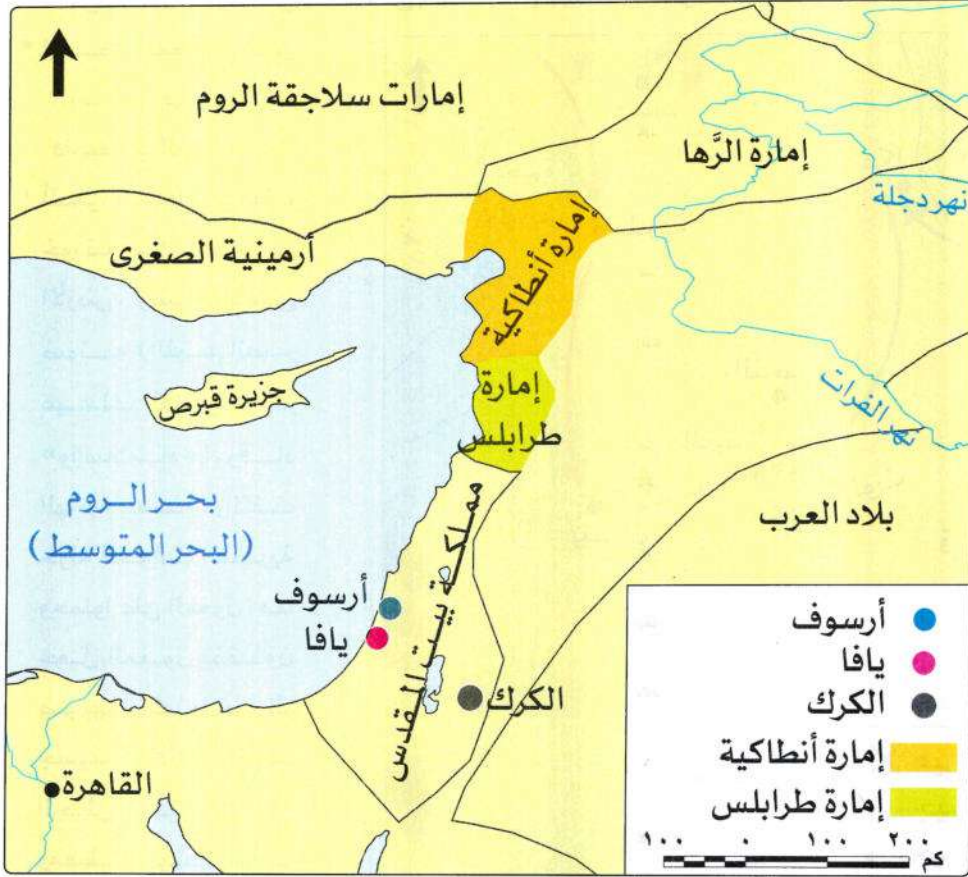 إمارات سلاجقة الروم
إمارة الرَّها
نهر دجلة
أرمينية الصغرى
إمارة أنطاكية
جزيرة قبرص
إمارة
طرابلس
نهر الفرات
بحر الروم
(البحر المتوسط)
بلاد العرب
مملكة بيت المقدس
أرسوف
يافا
الكرك
القاهرة
أرسوف
يافا
الكرك
إمارة أنطاكية
إمارة طرابلس
١٠٠ ٠ ١٠٠ ٢٠٠
كم